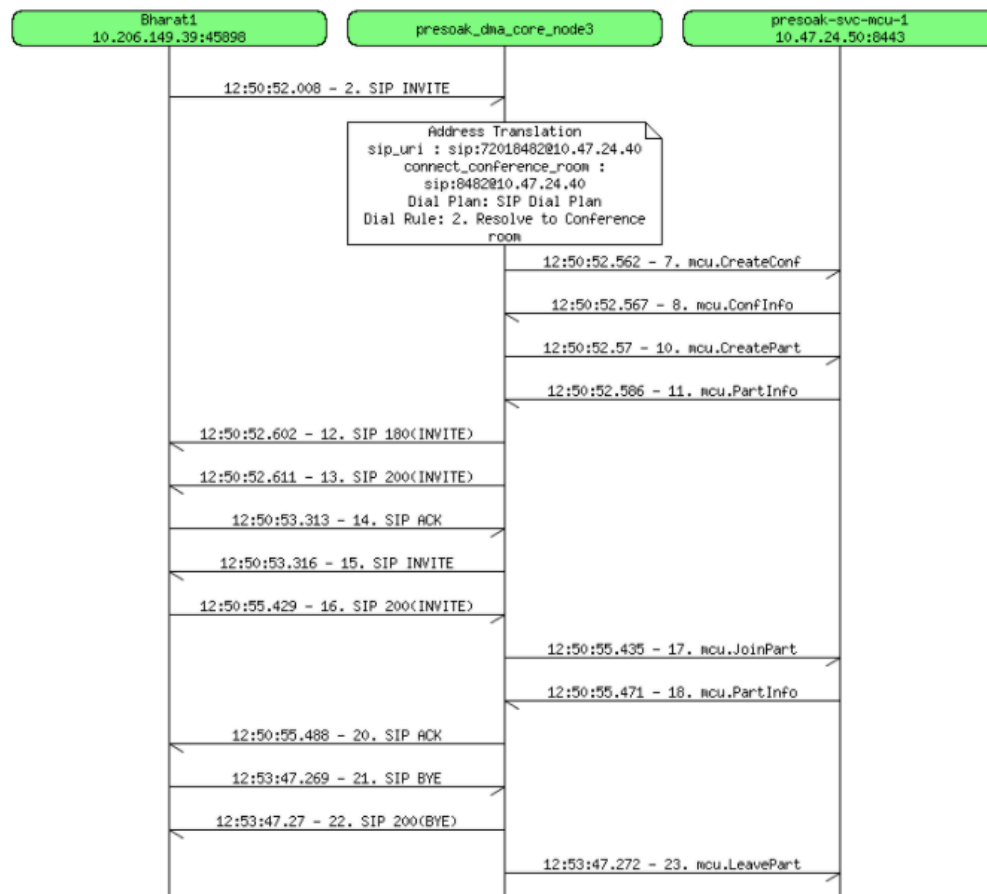 Bharat1
10.206.149.39:45898
presoak_dma_core_node3
presoak-svc-mcu-1
10.47.24.50:8443
12:50:52.008 - 2. SIP INVITE
Address Translation
sip_uri : sip:72018482@10.47.24.40
connect_conference_room :
sip:8482@10.47.24.40
Dial Plan: SIP Dial Plan
Dial Rule: 2. Resolve to Conference
room
12:50:52.562 - 7. mcu.CreateConf
12:50:52.567 - 8. mcu.ConfInfo
12:50:52.57 - 10. mcu.CreatePart
12:50:52.586 - 11. mcu.PartInfo
12:50:52.602 - 12. SIP 180(INVITE)
12:50:52.611 - 13. SIP 200(INVITE)
12:50:53.313 - 14. SIP ACK
12:50:53.316 - 15. SIP INVITE
12:50:55.429 - 16. SIP 200(INVITE)
12:50:55.435 - 17. mcu.JoinPart
12:50:55.471 - 18. mcu.PartInfo
12:50:55.488 - 20. SIP ACK
12:53:47.269 - 21. SIP BYE
12:53:47.27 - 22. SIP 200(BYE)
12:53:47.272 - 23. mcu.LeavePart